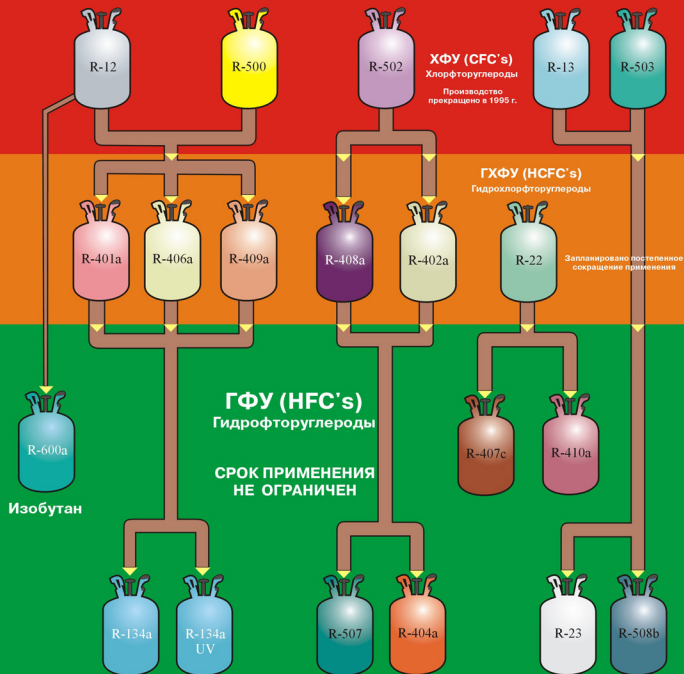 R-12
R-500
R-502
ХФУ (CFC's)
Хлорфторуглероды
Производство
прекращено в 1995 г.
R-13
R-503
ГХФУ (HCFC's)
Гидрохлорфторуглероды
R-401a
R-406a
R-409a
R-408a
R-402a
R-22
Запланировано постепенное
сокращение применения
ГФУ (HFC's)
Гидрофторуглероды
R-600a
R-407c
R-410a
СРОК ПРИМЕНЕНИЯ
НЕ ОГРАНИЧЕН
Изобутан
R-134a
R-134a
UV
R-507
R-404a
R-23
R-508b